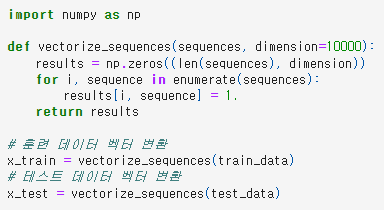 import numpy as np

def vectorize_sequences(sequences, dimension=10000):
    results = np.zeros((len(sequences), dimension))
    for i, sequence in enumerate(sequences):
        results[i, sequence] = 1.
    return results

# 훈련 데이터 벡터 변환
x_train = vectorize_sequences(train_data)
# 테스트 데이터 벡터 변환
x_test = vectorize_sequences(test_data)